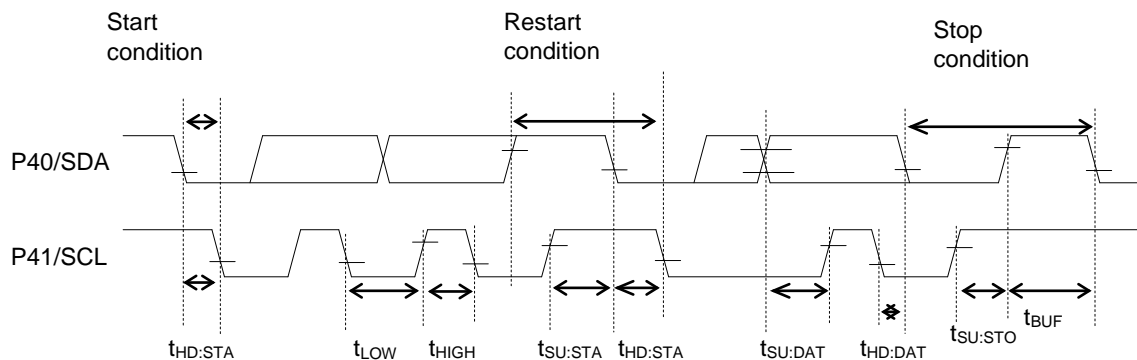 Start
condition
Restart
condition
Stop
condition
P40/SDA
P41/SCL
tHD:STA
tLOW
tHIGH
tSU:STA
tHD:STA
tSU:DAT
tHD:DAT
tSU:STO
tBUF